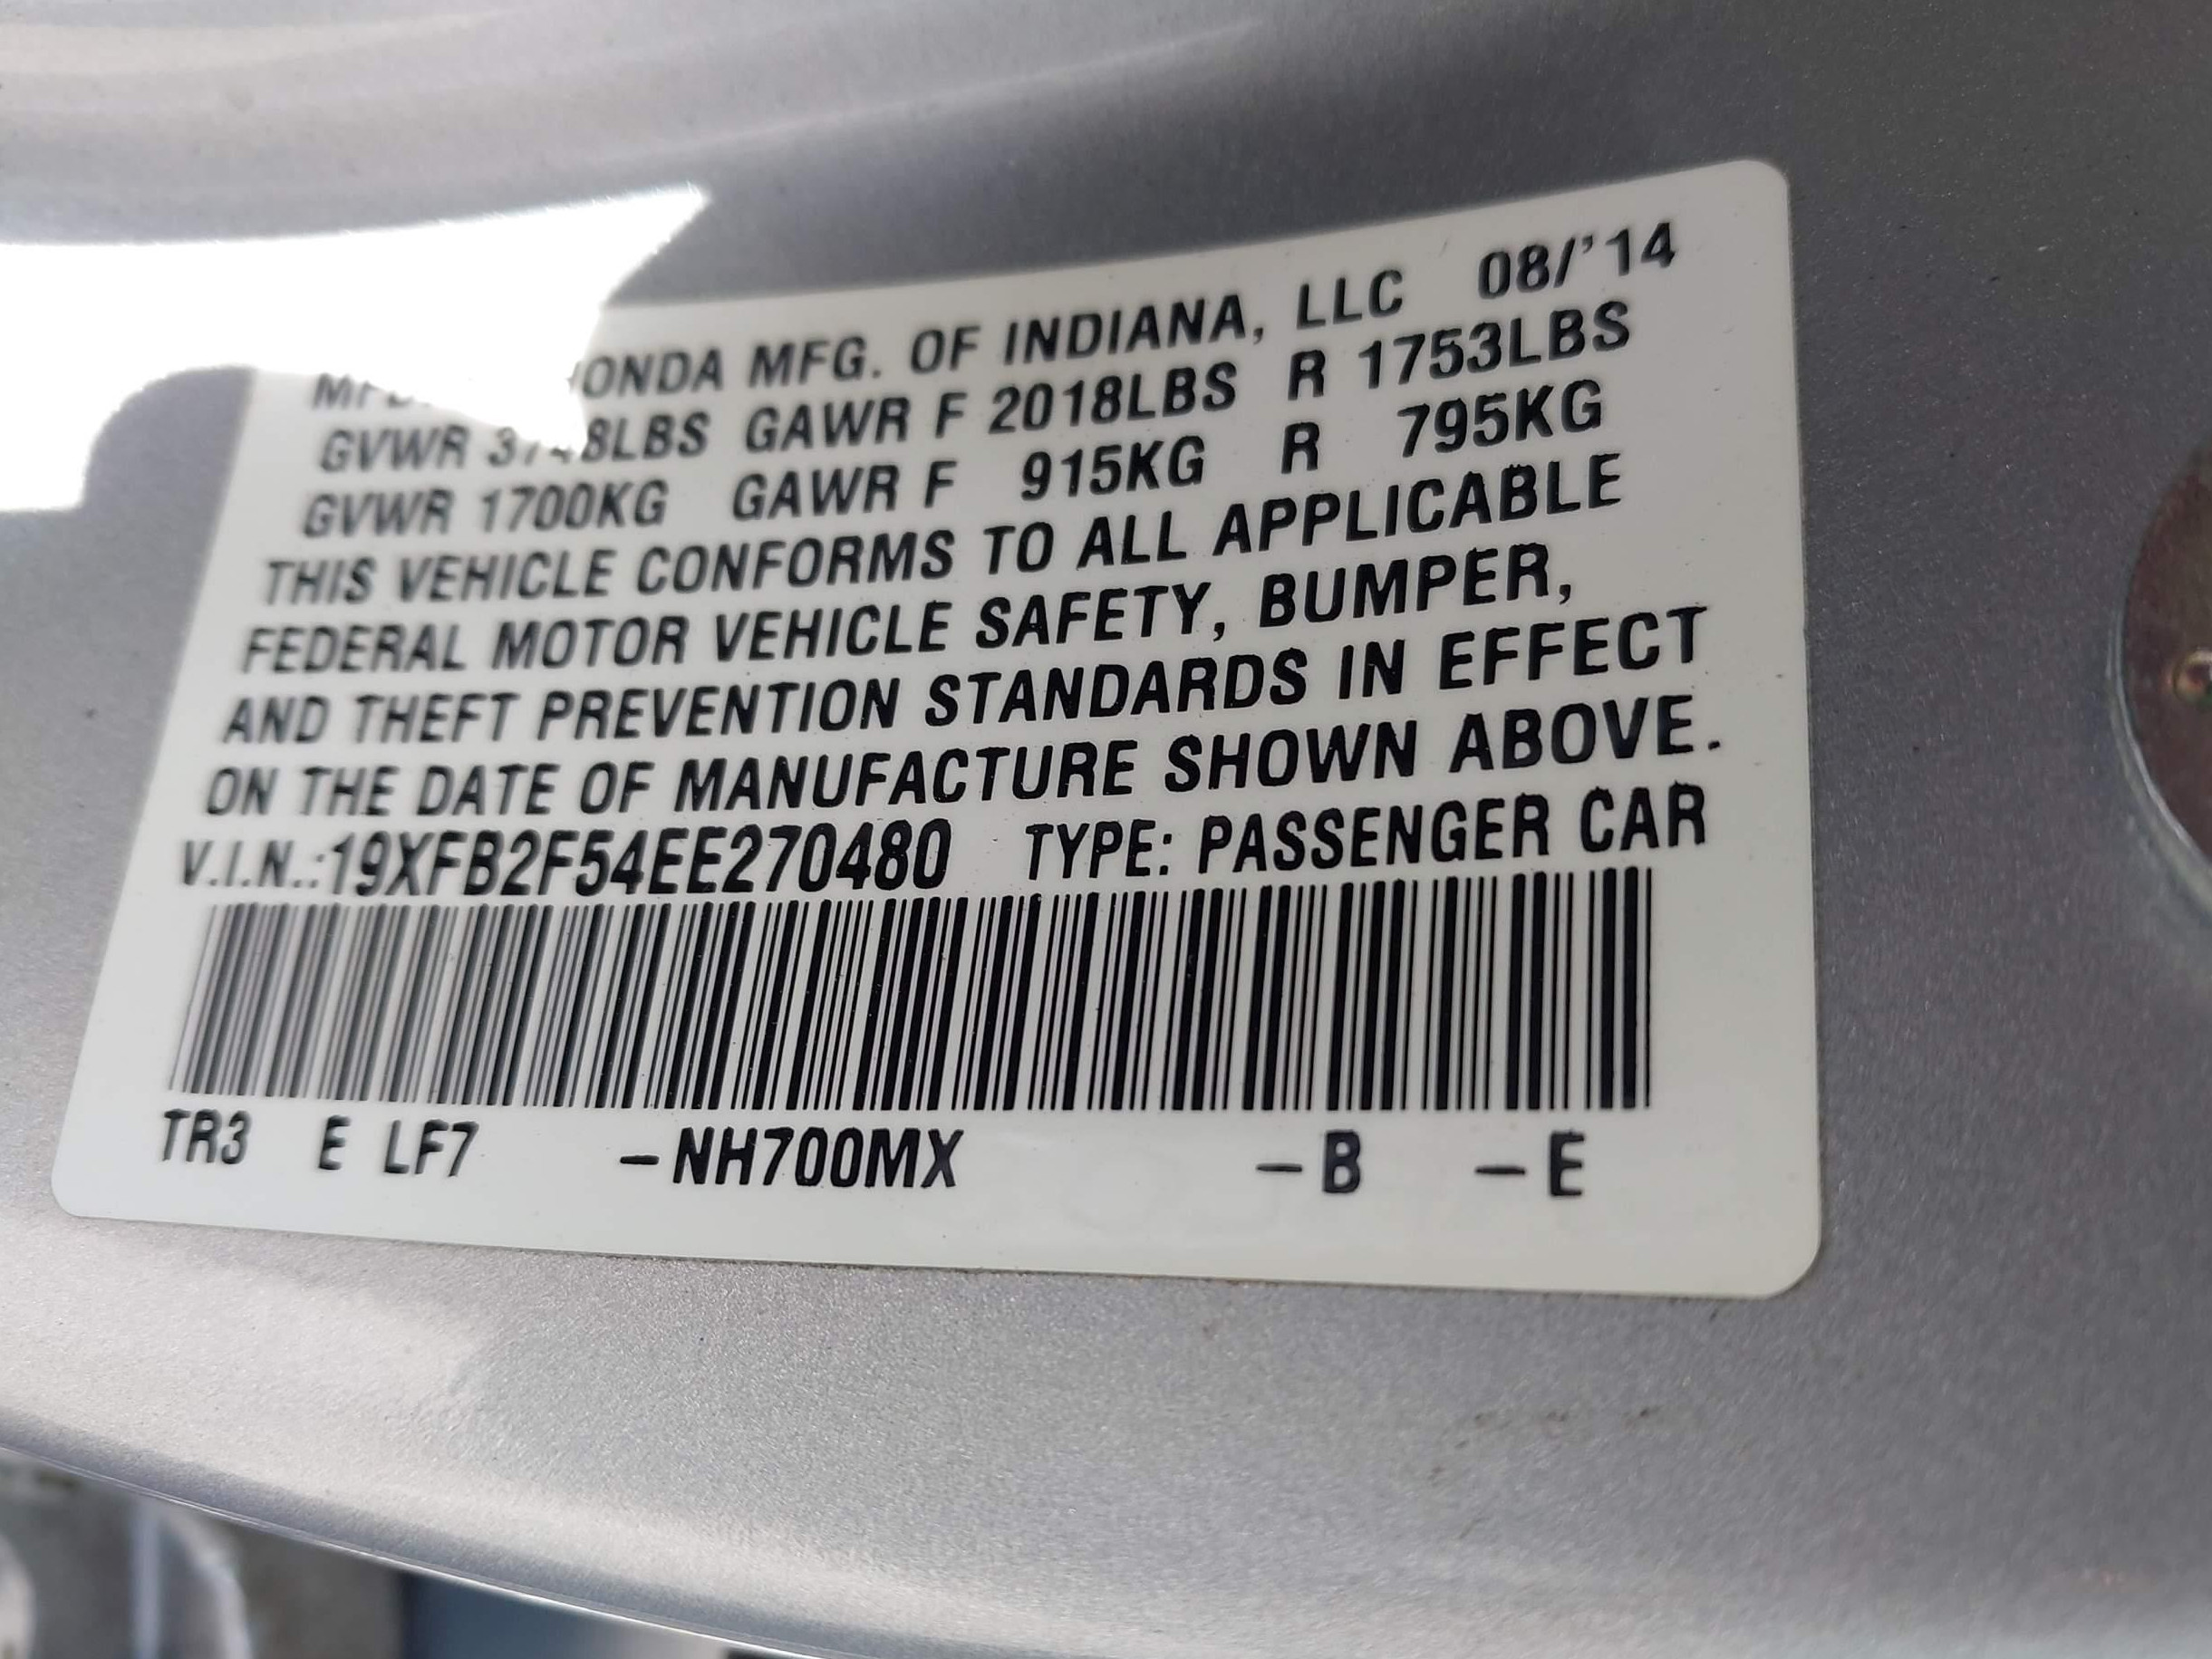 HONDA MFG. OF INDIANA, LLC 08/'14
GVWR GAWR F 2018LBS R 1753LBS
GVWR 1700KG GAWR F 915KG R 795KG
THIS VEHICLE CONFORMS TO ALL APPLICABLE
FEDERAL MOTOR VEHICLE SAFETY, BUMPER,
AND THEFT PREVENTION STANDARDS IN EFFECT
ON THE DATE OF MANUFACTURE SHOWN ABOVE.
V.I.N.:19XFB2F54EE270480 TYPE: PASSENGER CAR
TR3 E LF7 -NH700MX -B -E